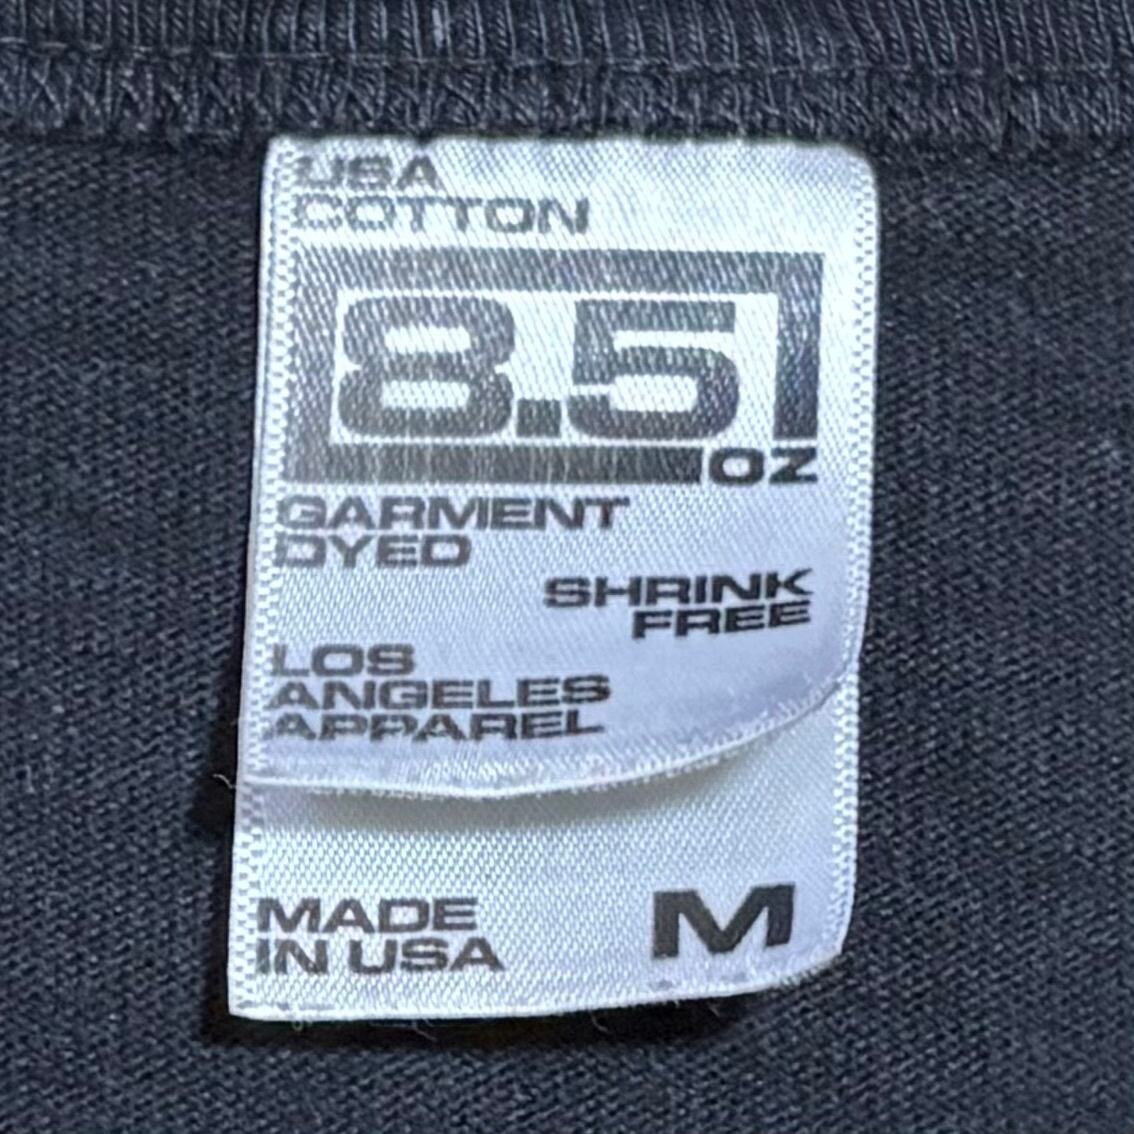 USA
COTTON
8.5
OZ
GARMENT
DYED
SHRINK
FREE
LOS
ANGELES
APPAREL
MADE
IN USA
M